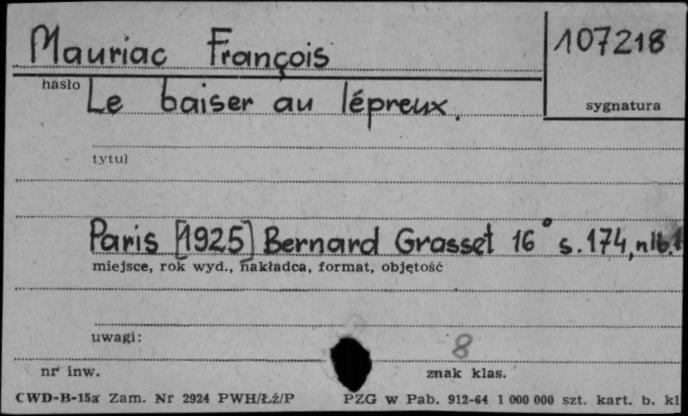 Mauriac François
107218
hasło
sygnatura
Le baiser au lépreux.
tytuł
Paris [1925] Bernard Grasset 16° s. 174, nlb.
miejsce, rok wyd., nakładca, format, objętość
uwagi:
8
nr inw.
znak klas.
CWD-B-15a Zam. Nr 2924 PWH/Łź/P
PZG w Pab. 912-64 1 000 000 szt. kart. b. kl